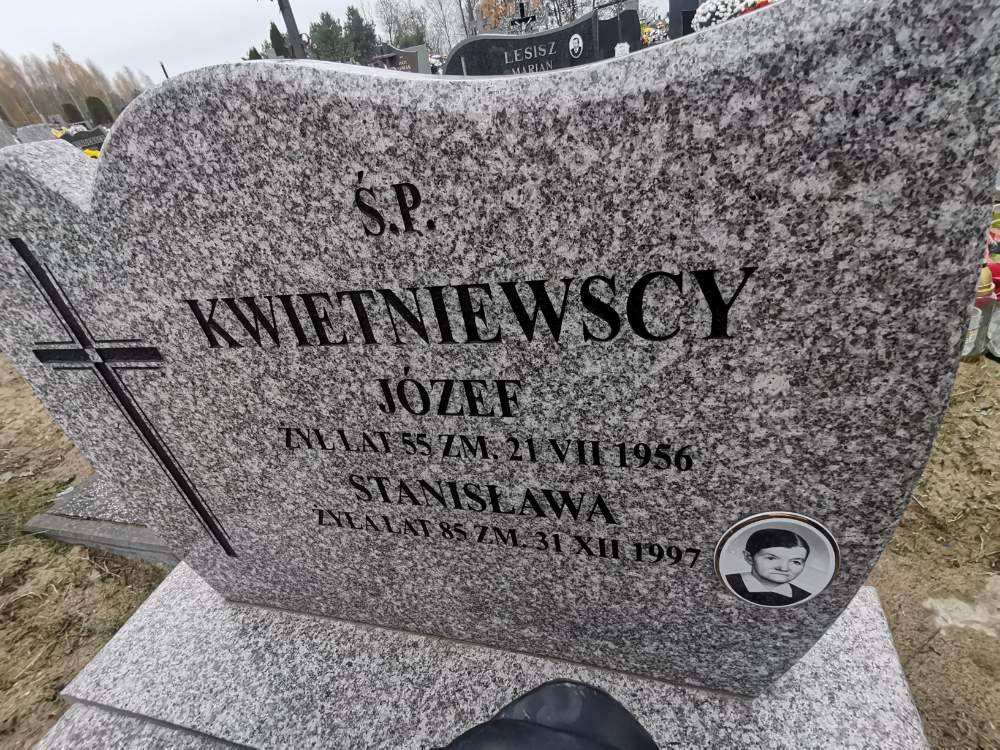 LESISZ
MARIAN
Ś.P.
KWIETNIEWSCY
JÓZEF
ŻYŁ LAT 55 ZM. 21 VII 1956
STANISŁAWA
ŻYŁA LAT 85 ZM. 31 XII 1997